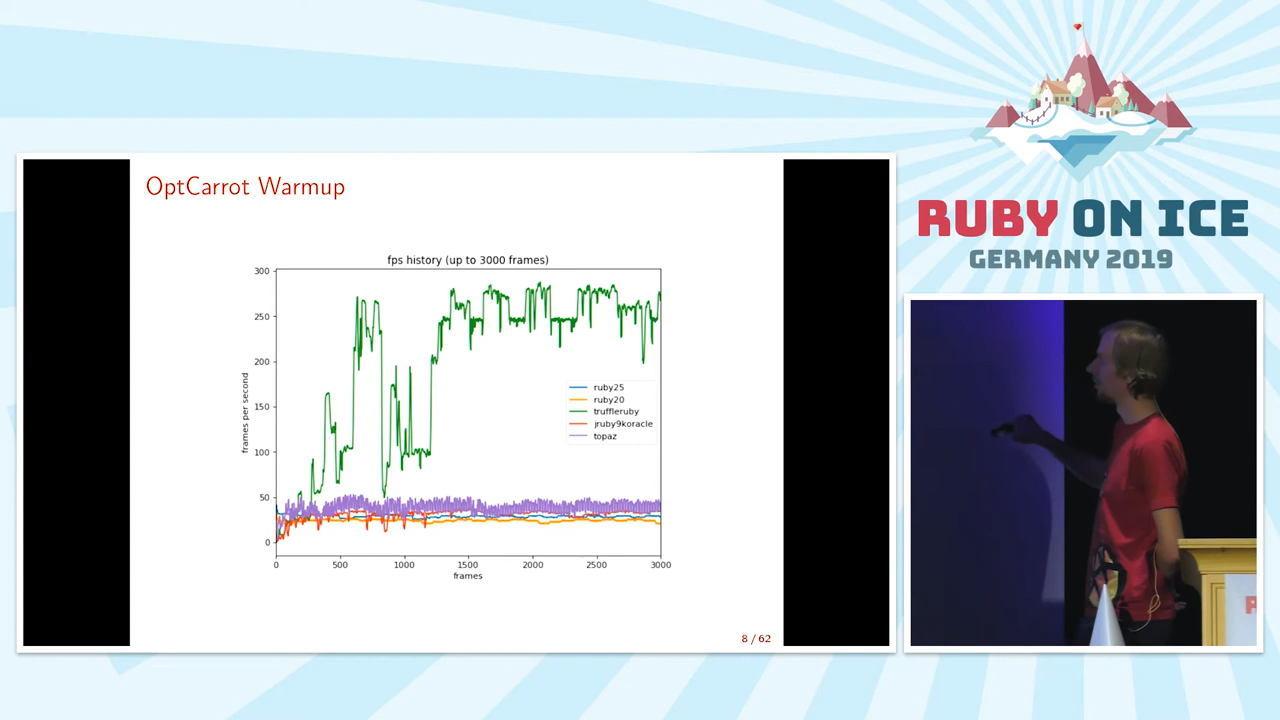 OptCarrot Warmup
fps history (up to 3000 frames)
frames per second
300
250
200
150
100
50
0
ruby25
ruby20
truffleruby
jruby9koracle
topaz
0 500 1000 1500 2000 2500 3000
frames
8 / 62
RUBY ON ICE
GERMANY 2019